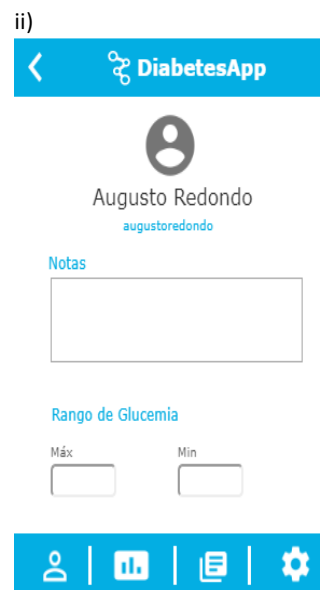 ii)
DiabetesApp
Augusto Redondo
augustoredondo
Notas
Rango de Glucemia
Máx Min